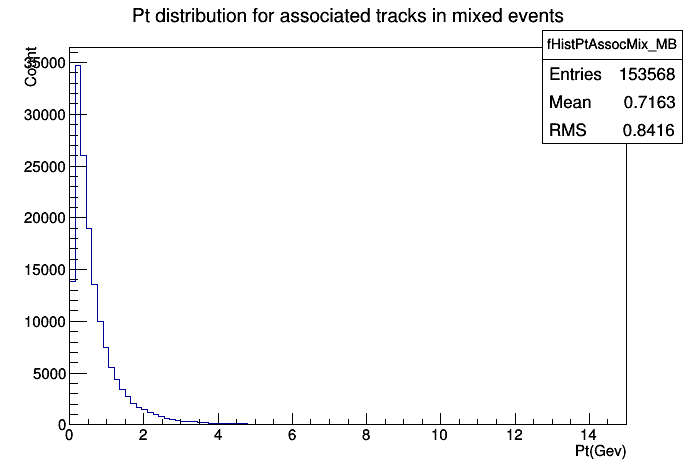 Pt distribution for associated tracks in mixed events
fHistPtAssocMix_MB
Entries 153568
Mean 0.7163
RMS 0.8416
Count
35000
30000
25000
20000
15000
10000
5000
0
0 2 4 6 8 10 12 14
Pt(Gev)